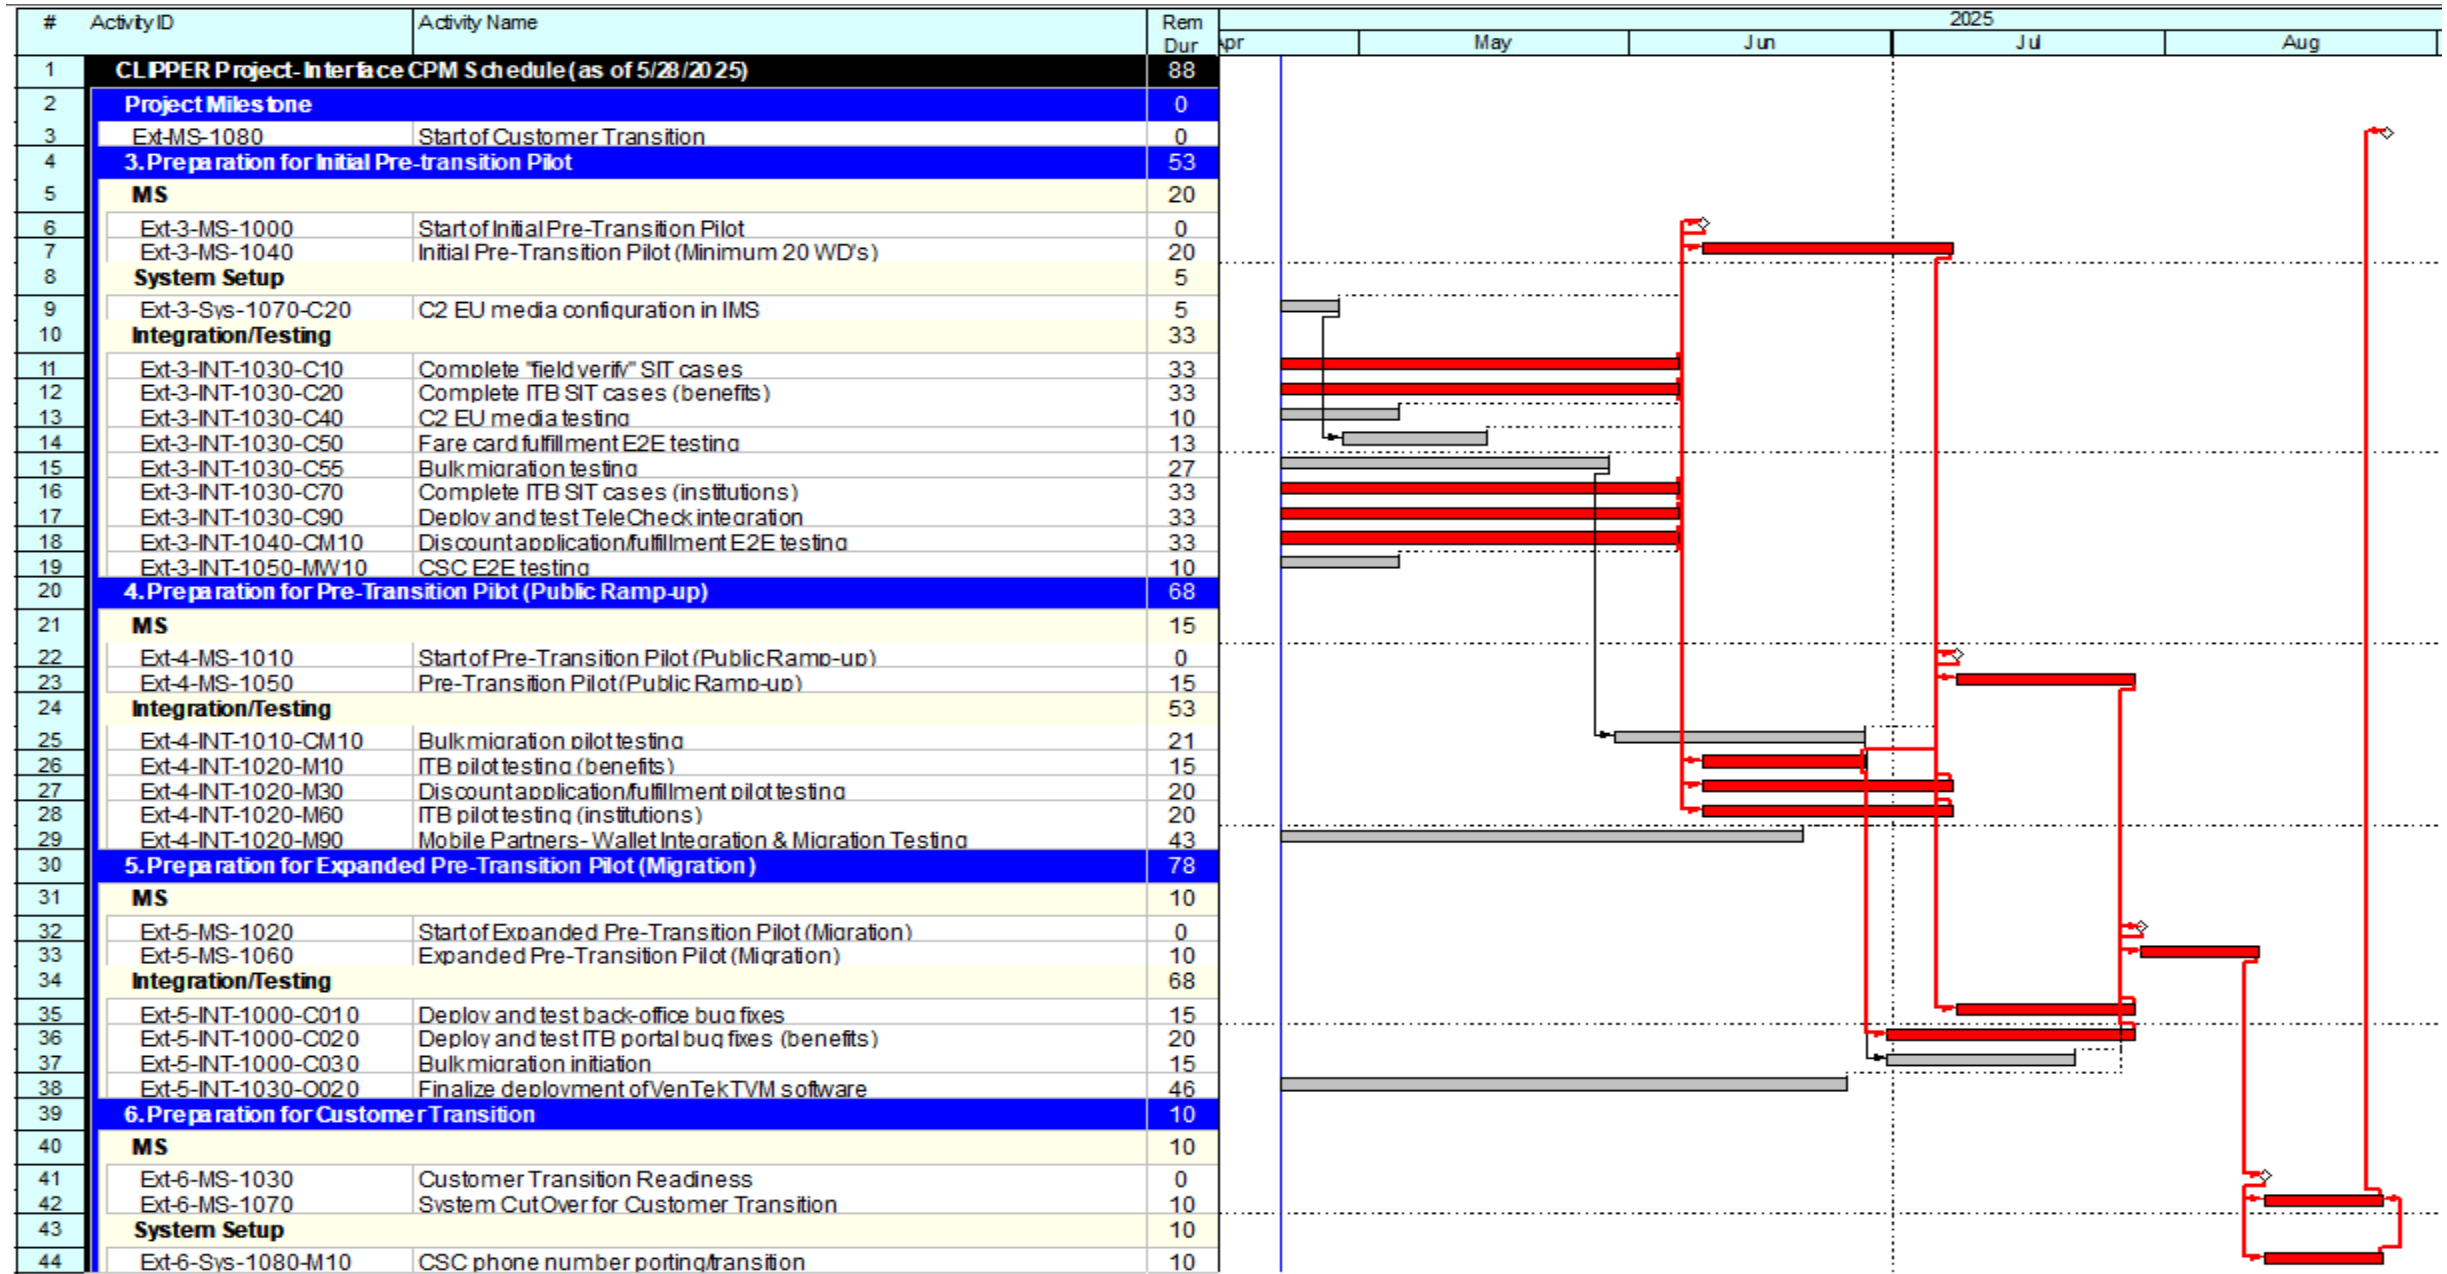 # Activity ID Activity Name Rem Dur 2025
Apr May Jun Jul Aug
1 CLIPPER Project- Interface CPM Schedule (as of 5/28/2025) 88
2 Project Milestone 0
3 Ext-MS-1080 Start of Customer Transition 0
4 3. Preparation for Initial Pre-transition Pilot 53
5 MS 20
6 Ext-3-MS-1000 Start of Initial Pre-Transition Pilot 0
7 Ext-3-MS-1040 Initial Pre-Transition Pilot (Minimum 20 WD's) 20
8 System Setup 5
9 Ext-3-Sys-1070-C20 C2 EU media configuration in IMS 5
10 Integration/Testing 33
11 Ext-3-INT-1030-C10 Complete "field verify" SIT cases 33
12 Ext-3-INT-1030-C20 Complete ITB SIT cases (benefits) 33
13 Ext-3-INT-1030-C40 C2 EU media testing 10
14 Ext-3-INT-1030-C50 Fare card fulfillment E2E testing 13
15 Ext-3-INT-1030-C55 Bulk migration testing 27
16 Ext-3-INT-1030-C70 Complete ITB SIT cases (institutions) 33
17 Ext-3-INT-1030-C90 Deploy and test TeleCheck integration 33
18 Ext-3-INT-1040-CM10 Discount application/fulfillment E2E testing 33
19 Ext-3-INT-1050-MW10 CSC E2E testing 10
20 4. Preparation for Pre-Transition Pilot (Public Ramp-up) 68
21 MS 15
22 Ext-4-MS-1010 Start of Pre-Transition Pilot (Public Ramp-up) 0
23 Ext-4-MS-1050 Pre-Transition Pilot (Public Ramp-up) 15
24 Integration/Testing 53
25 Ext-4-INT-1010-CM10 Bulk migration pilot testing 21
26 Ext-4-INT-1020-M10 ITB pilot testing (benefits) 15
27 Ext-4-INT-1020-M30 Discount application/fulfillment pilot testing 20
28 Ext-4-INT-1020-M60 ITB pilot testing (institutions) 20
29 Ext-4-INT-1020-M90 Mobile Partners- Wallet Integration & Migration Testing 43
30 5. Preparation for Expanded Pre-Transition Pilot (Migration) 78
31 MS 10
32 Ext-5-MS-1020 Start of Expanded Pre-Transition Pilot (Migration) 0
33 Ext-5-MS-1060 Expanded Pre-Transition Pilot (Migration) 10
34 Integration/Testing 68
35 Ext-5-INT-1000-C010 Deploy and test back-office bug fixes 15
36 Ext-5-INT-1000-C020 Deploy and test ITB portal bug fixes (benefits) 20
37 Ext-5-INT-1000-C030 Bulk migration initiation 15
38 Ext-5-INT-1030-O020 Finalize deployment of VenTek TVM software 46
39 6. Preparation for Customer Transition 10
40 MS 10
41 Ext-6-MS-1030 Customer Transition Readiness 0
42 Ext-6-MS-1070 System Cut Over for Customer Transition 10
43 System Setup 10
44 Ext-6-Sys-1080-M10 CSC phone number porting/transition 10